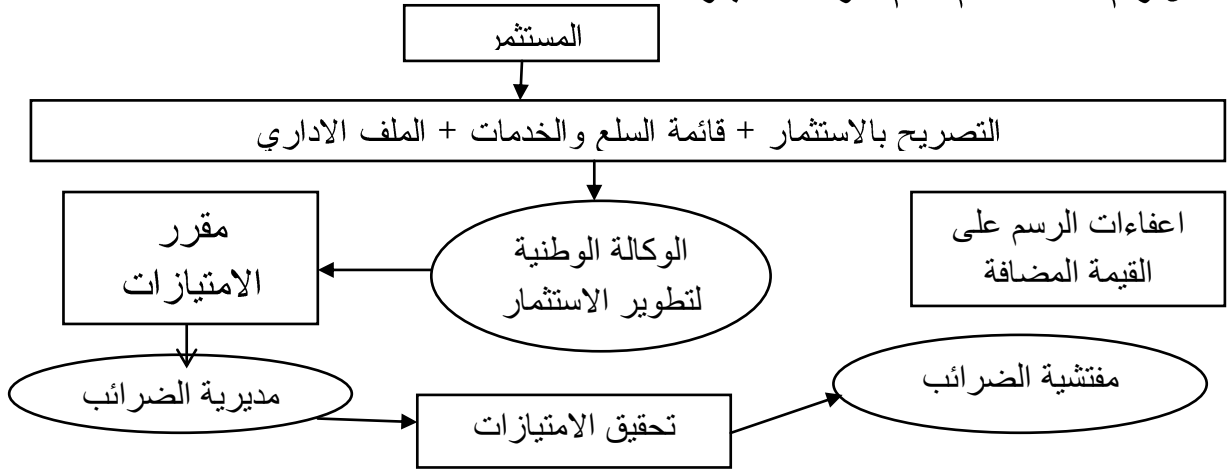 المستثمر
التصريح بالاستثمار + قائمة السلع والخدمات + الملف الاداري
اعفاءات الرسم على
القيمة المضافة
الوكالة الوطنية
لتطوير الاستثمار
مقرر
الامتيازات
مديرية الضرائب
تحقيق الامتيازات
مفتشية الضرائب